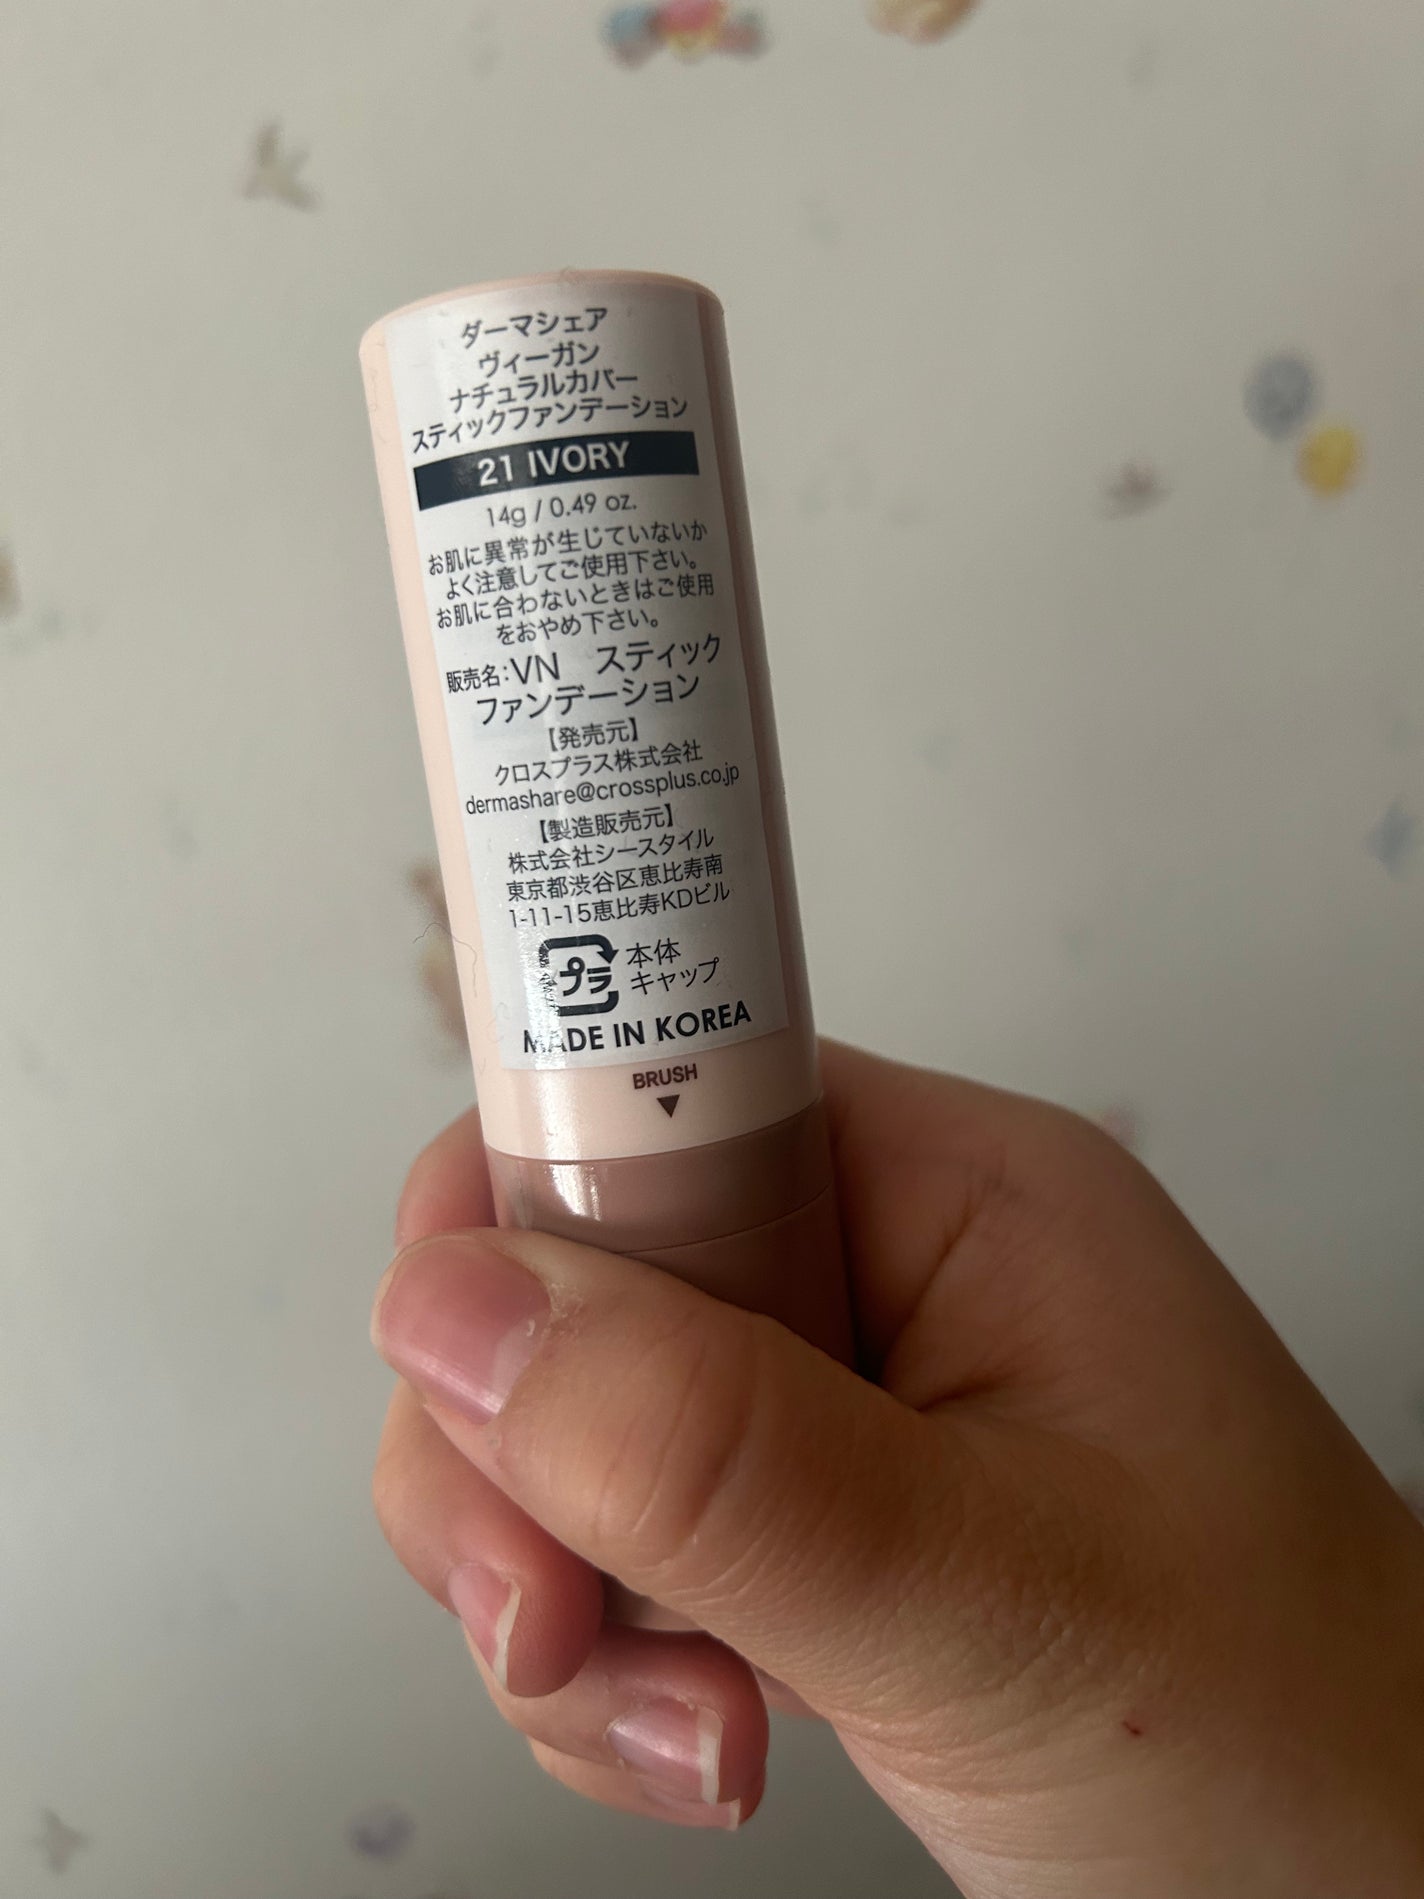 ダーマシェア
ヴィーガン
ナチュラルカバー
スティックファンデーション
21 IVORY
14g / 0.49 oz.
お肌に異常が生じていないか
よく注意してご使用下さい。
お肌に合わないときはご使用
をおやめ下さい。
販売名:VN スティック
ファンデーション
【発売元】
クロスプラス株式会社
dermashare@crossplus.co.jp
【製造販売元】
株式会社シースタイル
東京都渋谷区恵比寿南
1-11-15恵比寿KDビル
プラ 本体
キャップ
MADE IN KOREA
BRUSH